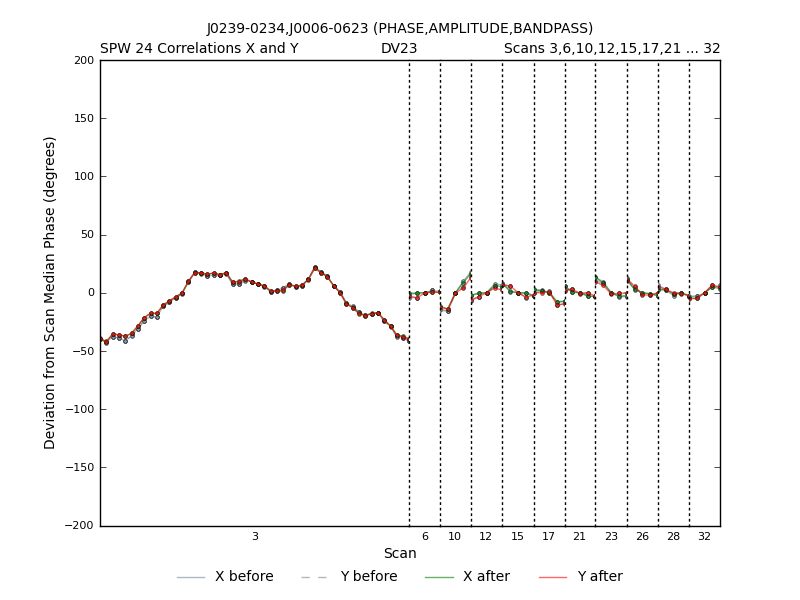 J0239-0234,J0006-0623 (PHASE,AMPLITUDE,BANDPASS)
SPW 24 Correlations X and Y DV23 Scans 3,6,10,12,15,17,21 ... 32
200
150
100
50
0
−50
−100
−150
−200
Deviation from Scan Median Phase (degrees)
3 6 10 12 15 17 21 23 26 28 32
Scan
X before Y before X after Y after